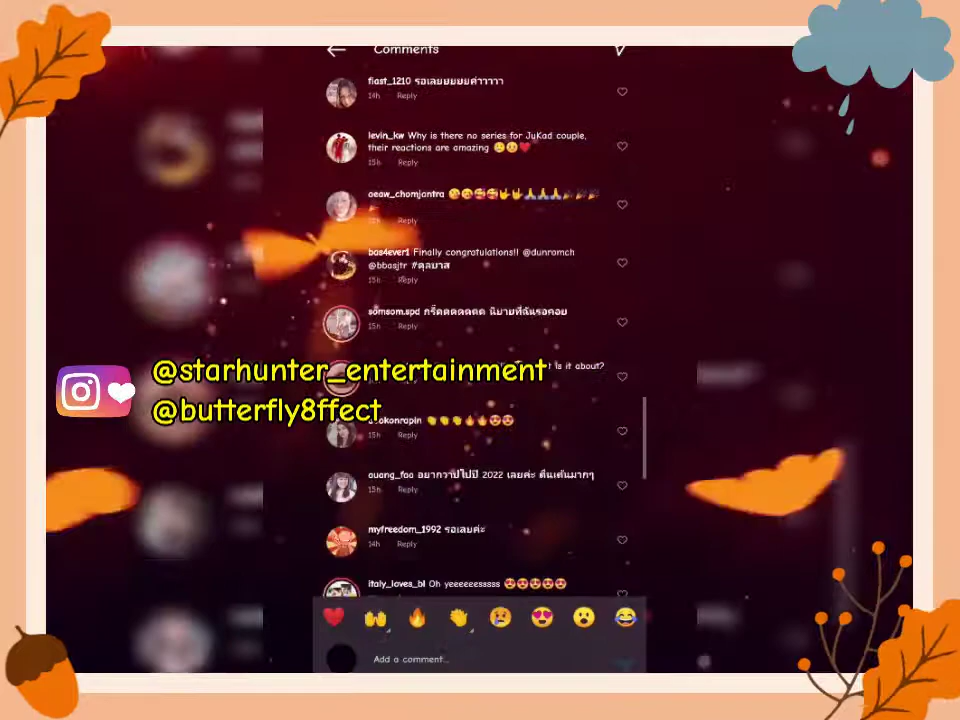 Comments
fiast_1210 รอเลยยยยยค่าาาาา
14h Reply
levin_kw Why is there no series for JuKad couple,
their reactions are amazing 🥲🥺❤️
15h Reply
oeaw_chomjantra 😘😘🥰🥰🤟🤟🙏🙏🙏🎉🎉🎉
🎉
Reply
bas4ever1 Finally congratulations!! @dunramch
@bbasjtr #ดุลบาส
15h Reply
somsom.spd กรี๊ดดดดดดด นิยายที่ฉันรอคอย
15h Reply
is it about?
@starhunter_entertainment
@butterfly8ffect
okonrapin 👏👏👏🔥🔥😍😍
15h Reply
auang_faa อยากวาปไปปี 2022 เลยค่ะ ตื่นเต้นมากๆ
15h Reply
myfreedom_1992 รอเลยค่ะ
14h Reply
italy_loves_bl Oh yeeeeeesssss 😍😍😍😍😍
❤️ 🙌 🔥 👏 😢 😍 😮 😂
Add a comment...